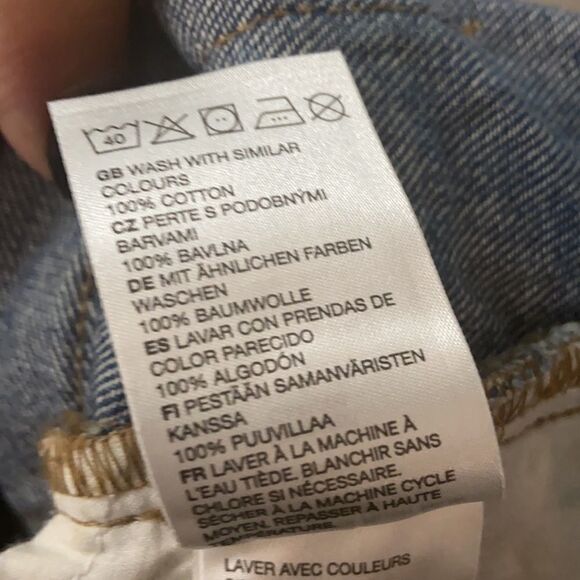 40
GB WASH WITH SIMILAR
COLOURS
100% COTTON
CZ PERTE S PODOBNÝMI
BARVAMI
100% BAVLNA
DE MIT ÄHNLICHEN FARBEN
WASCHEN
100% BAUMWOLLE
ES LAVAR CON PRENDAS DE
COLOR PARECIDO
100% ALGODÓN
FI PESTÄÄN SAMANVÄRISTEN
KANSSA
100% PUUVILLAA
FR LAVER À LA MACHINE À
L'EAU TIÈDE. BLANCHIR SANS
CHLORE SI NÉCESSAIRE.
SÉCHER À LA MACHINE CYCLE
MOYEN. REPASSER À HAUTE
TEMPÉRATURE.
LAVER AVEC COULEURS